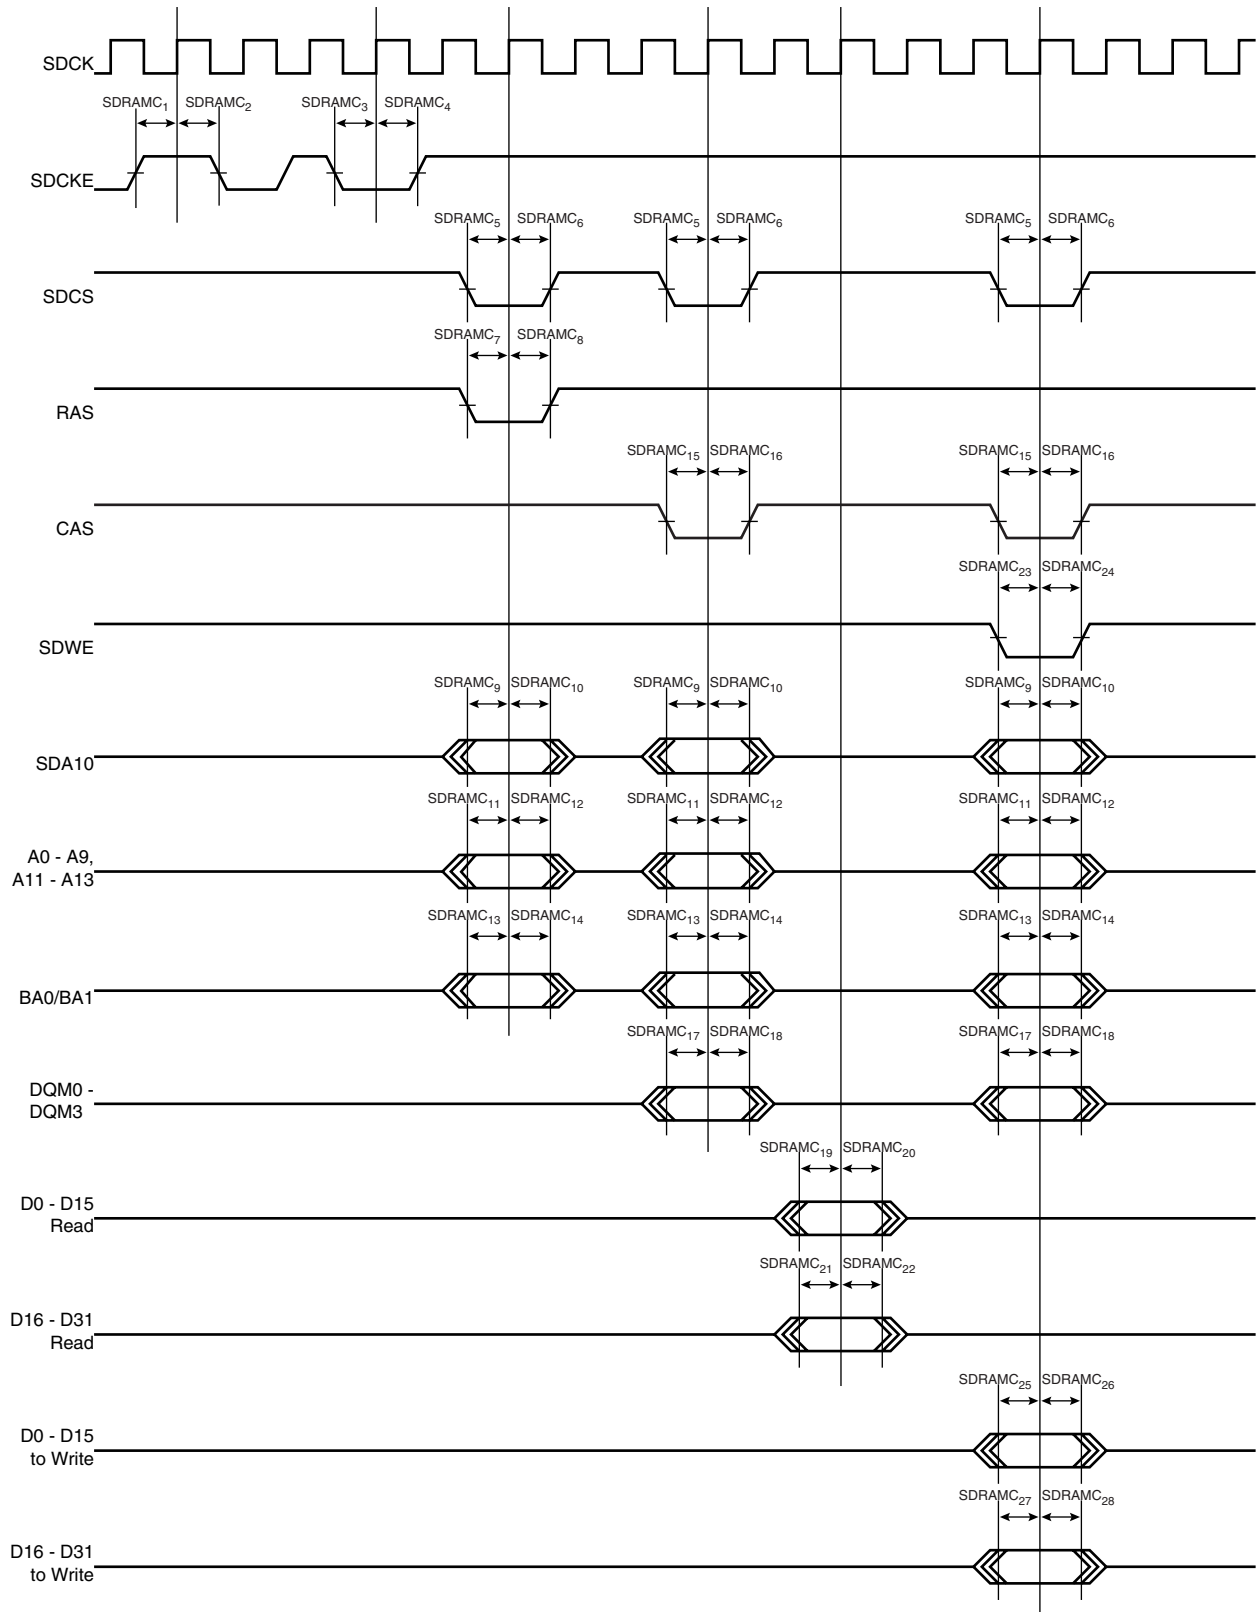 SDCK
SDRAMC1 SDRAMC2 SDRAMC3 SDRAMC4
SDCKE
SDRAMC5 SDRAMC6 SDRAMC5 SDRAMC6 SDRAMC5 SDRAMC6
SDCS
SDRAMC7 SDRAMC8
RAS
SDRAMC15 SDRAMC16 SDRAMC15 SDRAMC16
CAS
SDRAMC23 SDRAMC24
SDWE
SDRAMC9 SDRAMC10 SDRAMC9 SDRAMC10 SDRAMC9 SDRAMC10
SDA10
SDRAMC11 SDRAMC12 SDRAMC11 SDRAMC12 SDRAMC11 SDRAMC12
A0 - A9,
A11 - A13
SDRAMC13 SDRAMC14 SDRAMC13 SDRAMC14 SDRAMC13 SDRAMC14
BA0/BA1
SDRAMC17 SDRAMC18 SDRAMC17 SDRAMC18
DQM0 -
DQM3
SDRAMC19 SDRAMC20
D0 - D15
Read
SDRAMC21 SDRAMC22
D16 - D31
Read
SDRAMC25 SDRAMC26
D0 - D15
to Write
SDRAMC27 SDRAMC28
D16 - D31
to Write